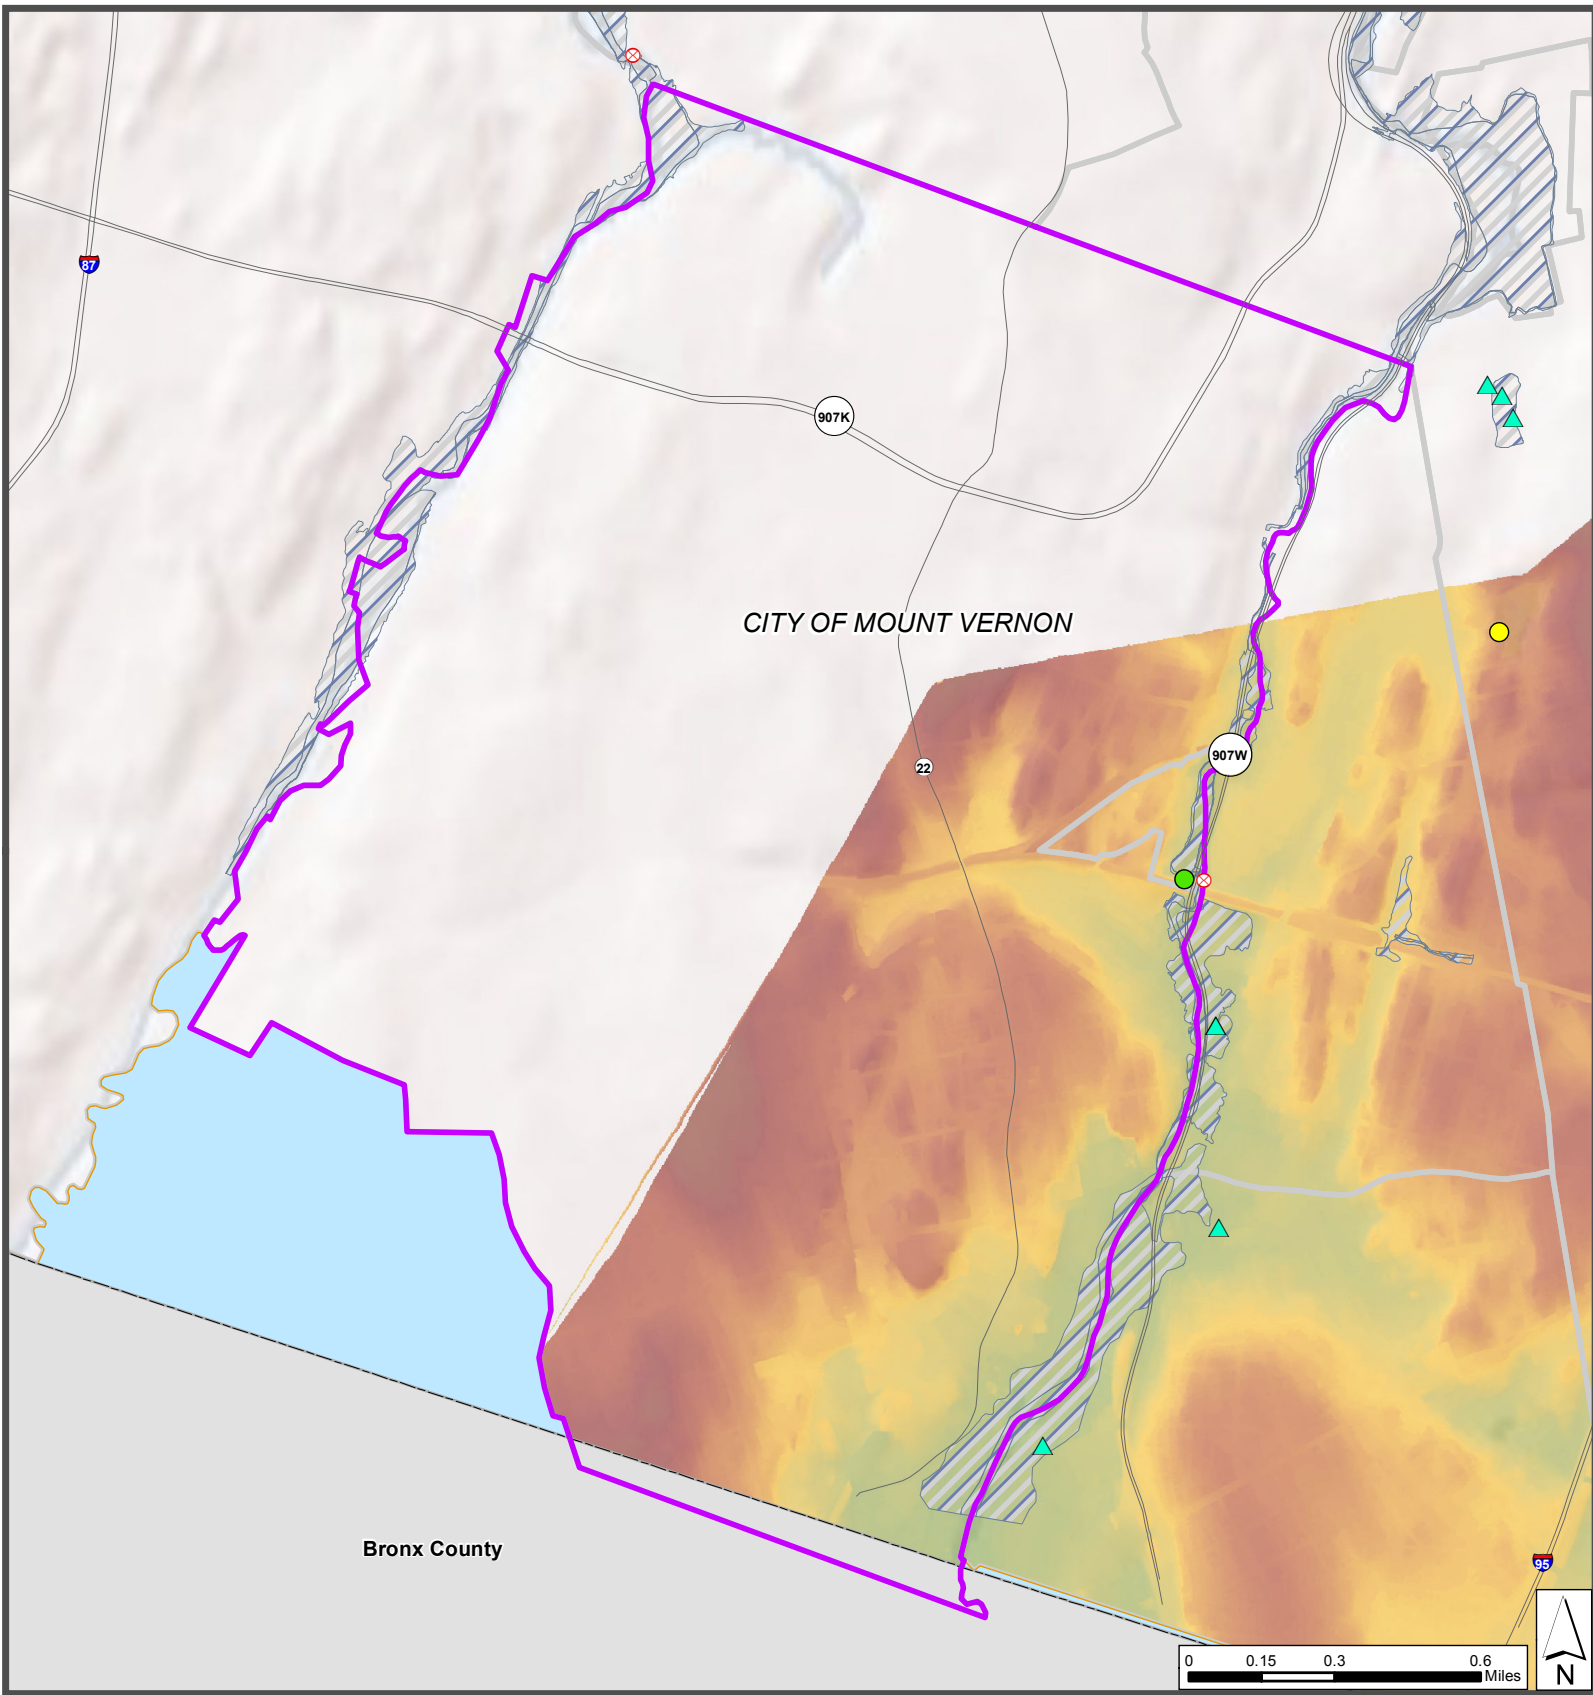 87
907K
CITY OF MOUNT VERNON
907W
22
Bronx County
95
0 0.15 0.3 0.6
Miles
N